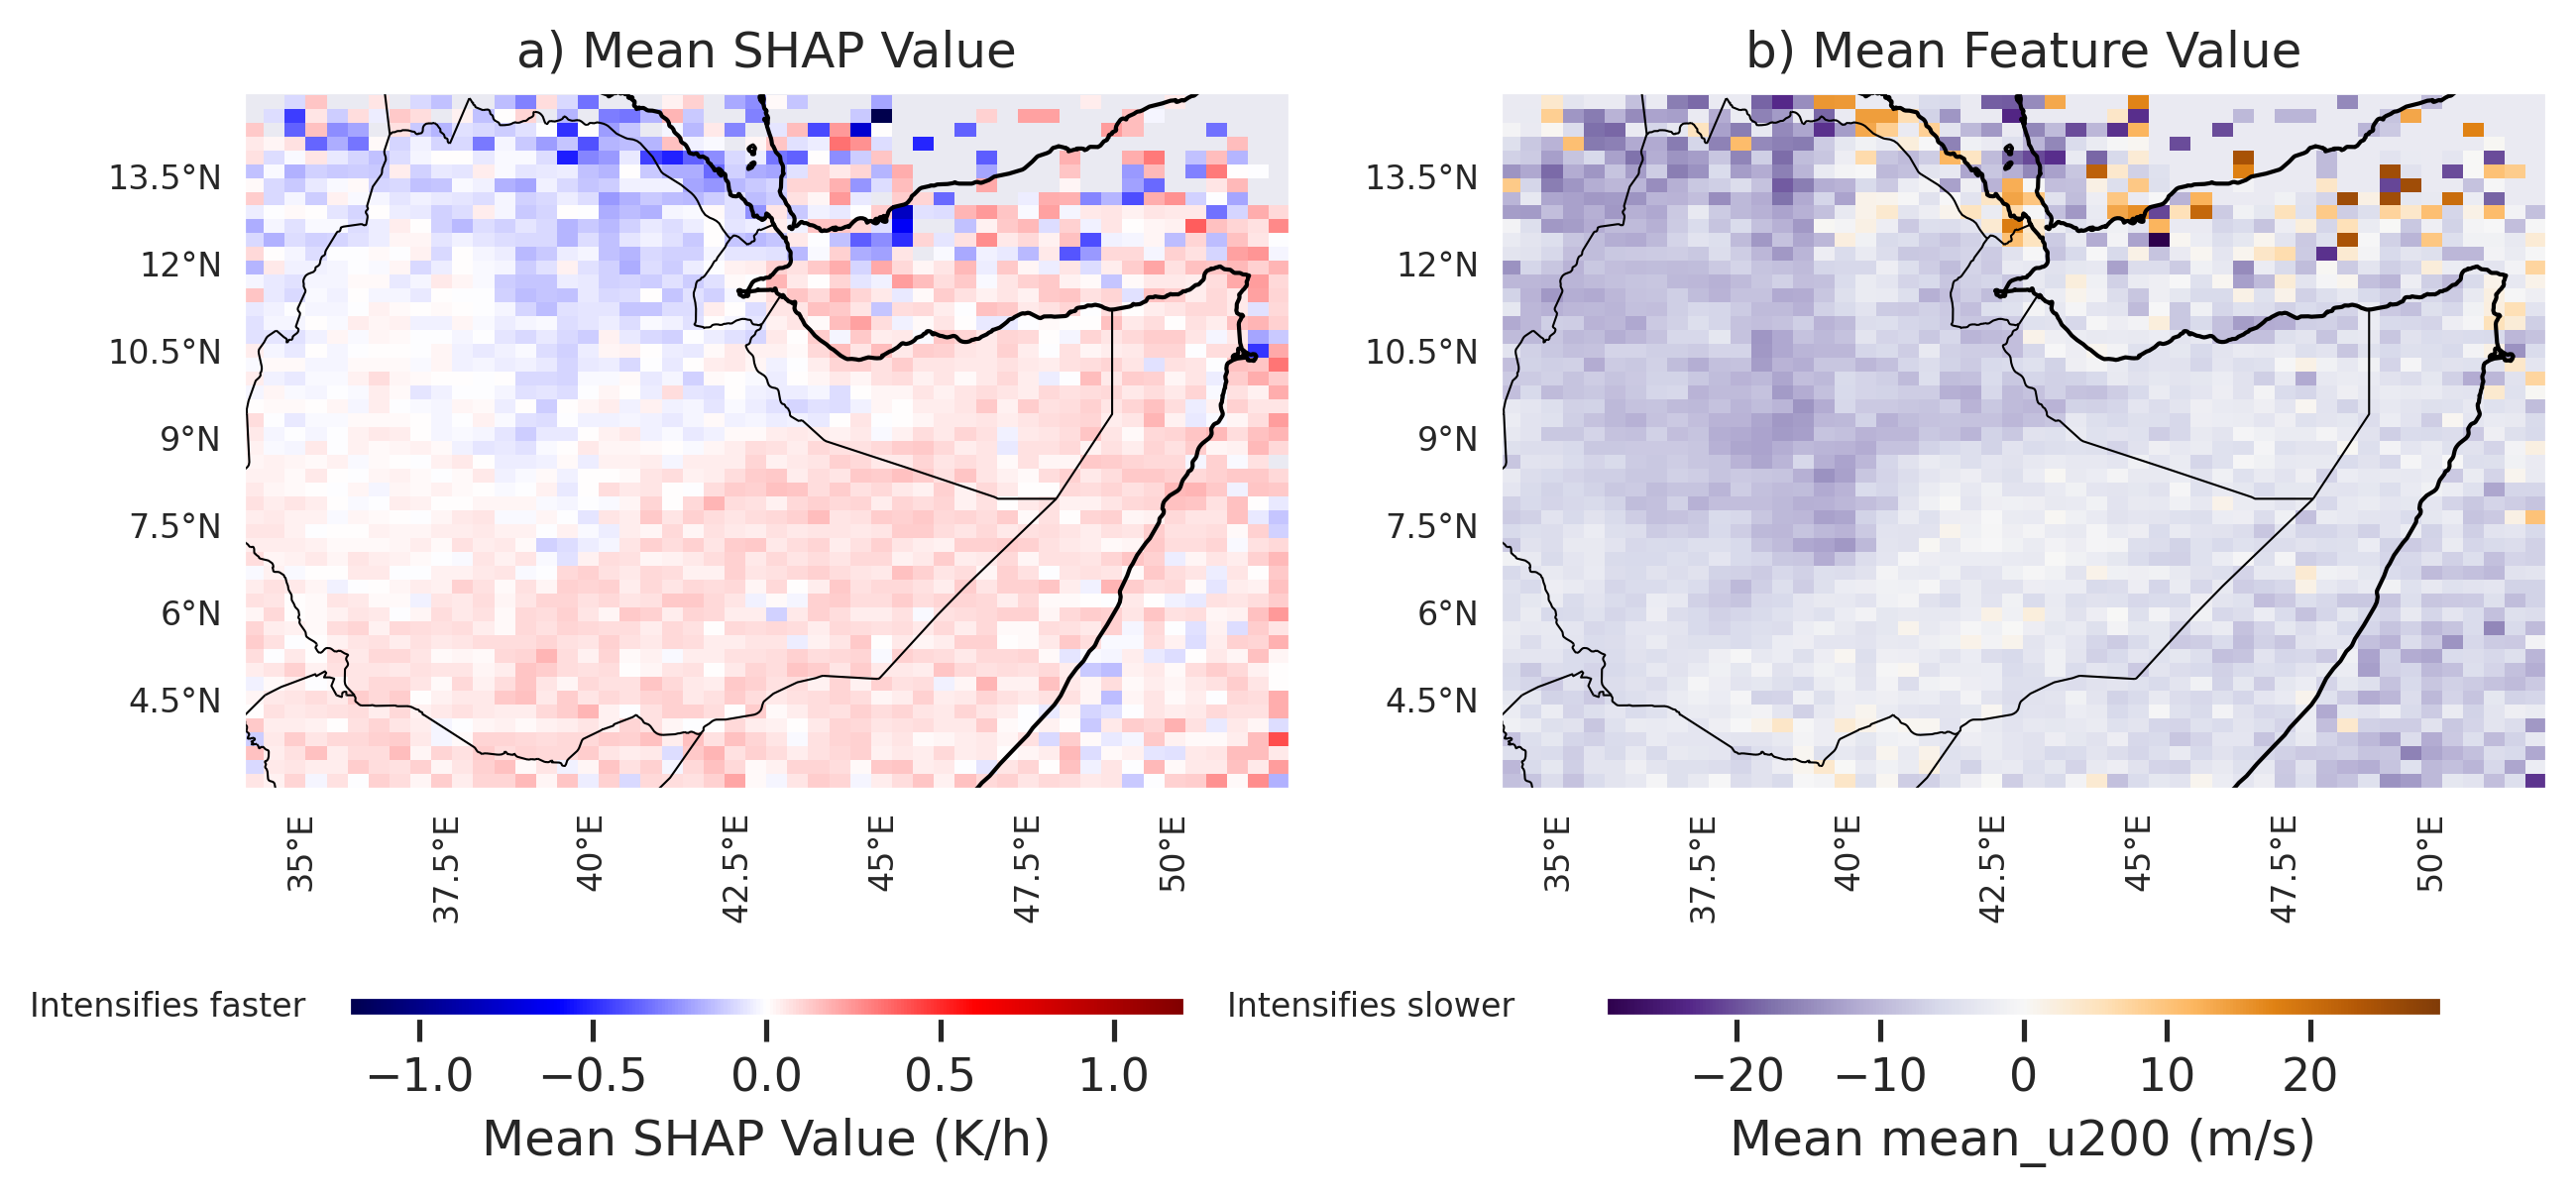 a) Mean SHAP Value
b) Mean Feature Value
13.5°N
12°N
10.5°N
9°N
7.5°N
6°N
4.5°N
13.5°N
12°N
10.5°N
9°N
7.5°N
6°N
4.5°N
35°E
37.5°E
40°E
42.5°E
45°E
47.5°E
50°E
35°E
37.5°E
40°E
42.5°E
45°E
47.5°E
50°E
Intensifies faster
Intensifies slower
−1.0 −0.5 0.0 0.5 1.0
−20 −10 0 10 20
Mean SHAP Value (K/h)
Mean mean_u200 (m/s)